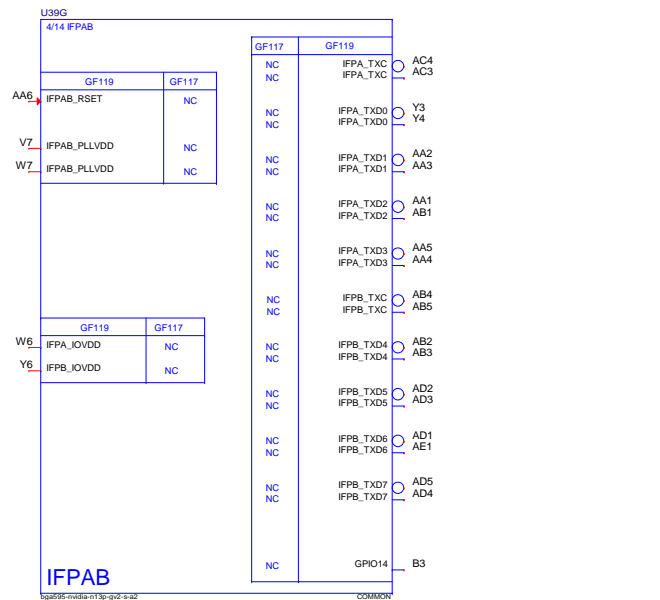 U39G
4/14 IFPAB
GF117 GF119
NC IFPA_TXC AC4
NC IFPA_TXC AC3
GF119 GF117
AA6 IFPAB_RSET NC
NC IFPA_TXD0 Y3
NC IFPA_TXD0 Y4
V7 IFPAB_PLLVDD NC
W7 IFPAB_PLLVDD NC
NC IFPA_TXD1 AA2
NC IFPA_TXD1 AA3
NC IFPA_TXD2 AA1
NC IFPA_TXD2 AB1
NC IFPA_TXD3 AA5
NC IFPA_TXD3 AA4
NC IFPB_TXC AB4
NC IFPB_TXC AB5
GF119 GF117
W6 IFPA_IOVDD NC
Y6 IFPB_IOVDD NC
NC IFPB_TXD4 AB2
NC IFPB_TXD4 AB3
NC IFPB_TXD5 AD2
NC IFPB_TXD5 AD3
NC IFPB_TXD6 AD1
NC IFPB_TXD6 AE1
NC IFPB_TXD7 AD5
NC IFPB_TXD7 AD4
NC GPIO14 B3
IFPAB
bga595-nvidia-n13p-gv2-s-a2 COMMON